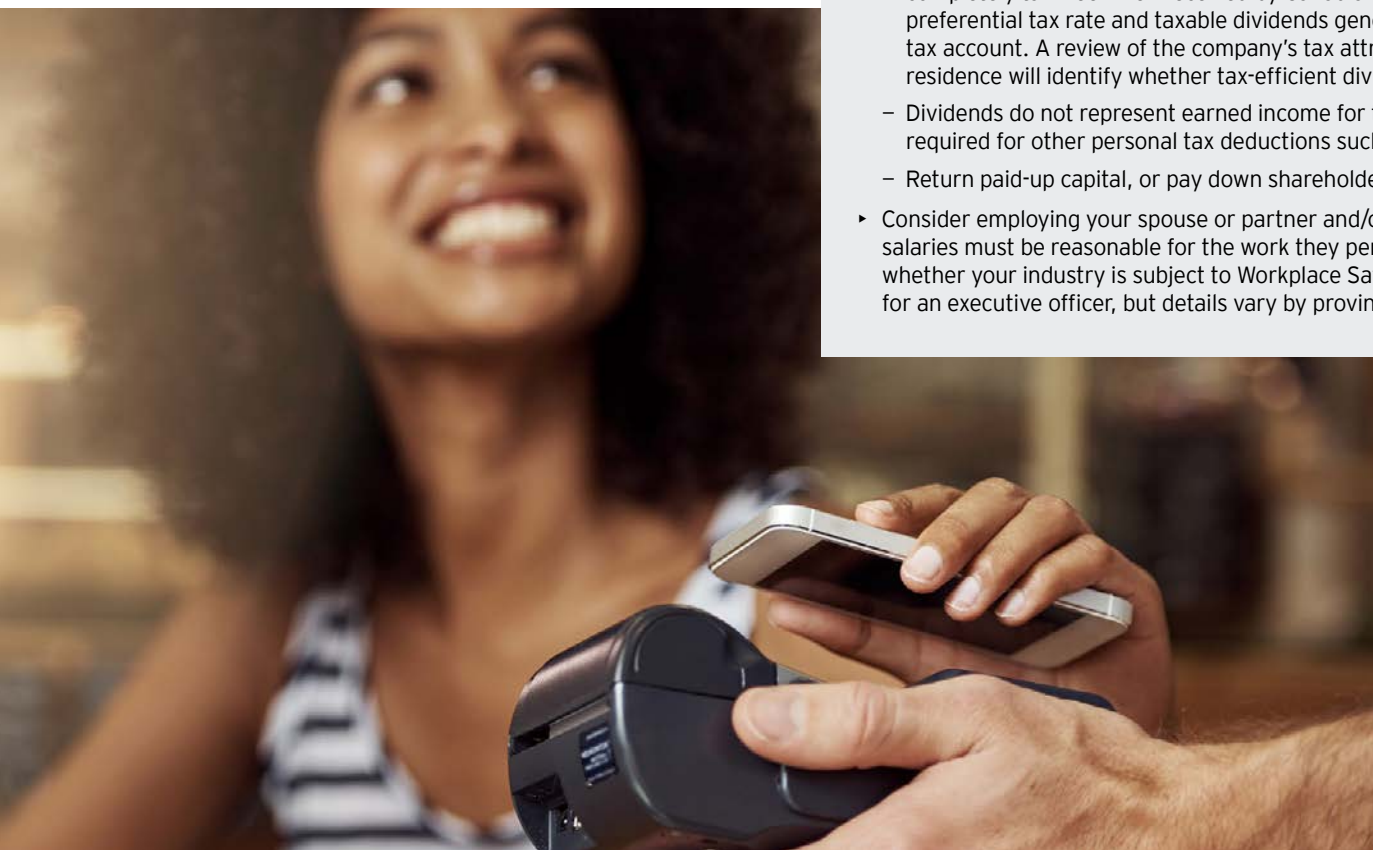 preferential tax rate and taxable dividends gen
tax account. A review of the company's tax attr
residence will identify whether tax-efficient div
– Dividends do not represent earned income for
required for other personal tax deductions suc
– Return paid-up capital, or pay down shareholde
▸ Consider employing your spouse or partner and/o
salaries must be reasonable for the work they per
whether your industry is subject to Workplace Sa
for an executive officer, but details vary by provin